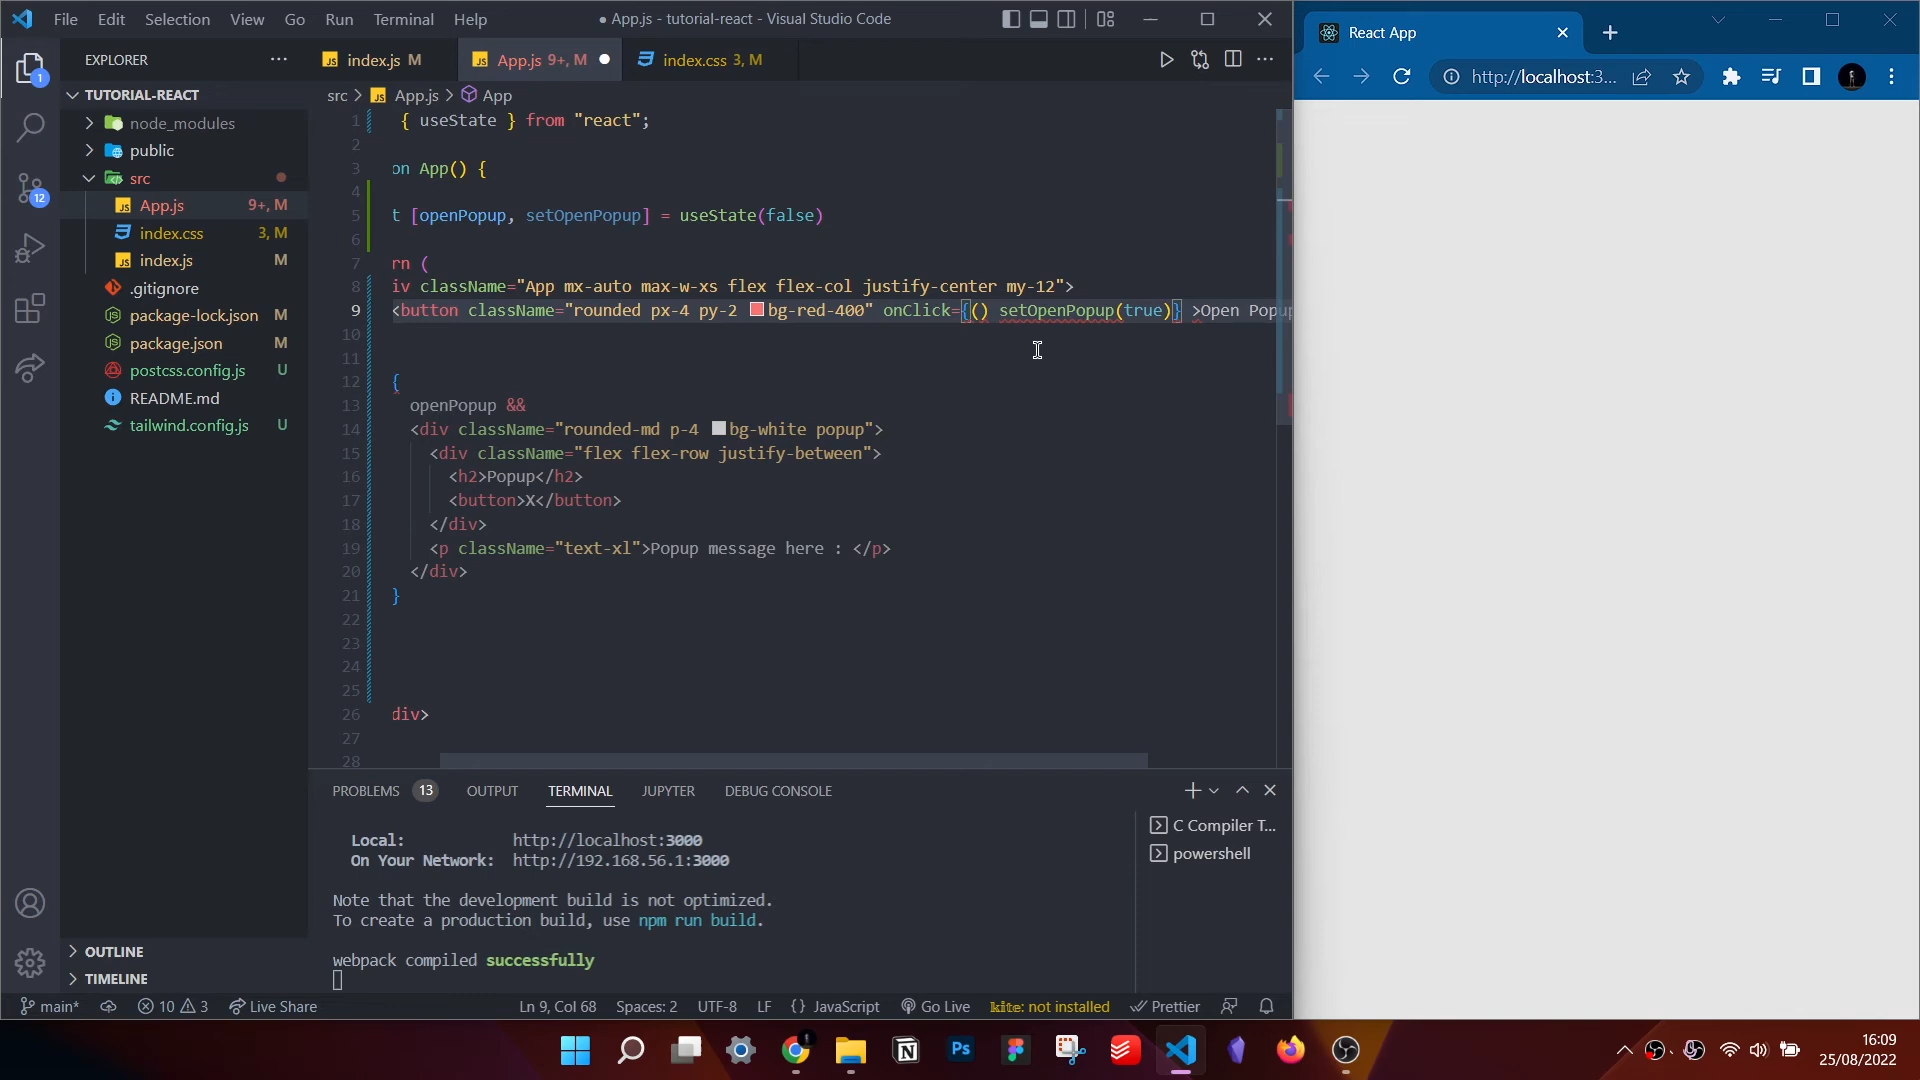 File Edit Selection View Go Run Terminal Help
● App.js - tutorial-react - Visual Studio Code
EXPLORER
TUTORIAL-REACT
node_modules
public
src
App.js 9+, M
index.css 3, M
index.js M
.gitignore
package-lock.json M
package.json M
postcss.config.js U
README.md
tailwind.config.js U
OUTLINE
TIMELINE
1
12
index.js M
App.js 9+, M
index.css 3, M
src > App.js > App
1 { useState } from "react";
2
3 on App() {
4
5 t [openPopup, setOpenPopup] = useState(false)
6
7 rn (
8 iv className="App mx-auto max-w-xs flex flex-col justify-center my-12">
9 <button className="rounded px-4 py-2 bg-red-400" onClick={() setOpenPopup(true)} >Open Popup
10
11
12 {
13 openPopup &&
14 <div className="rounded-md p-4 bg-white popup">
15 <div className="flex flex-row justify-between">
16 <h2>Popup</h2>
17 <button>X</button>
18 </div>
19 <p className="text-xl">Popup message here : </p>
20 </div>
21 }
22
23
24
25
26 div>
27
28
PROBLEMS 13 OUTPUT TERMINAL JUPYTER DEBUG CONSOLE
Local: http://localhost:3000
On Your Network: http://192.168.56.1:3000
Note that the development build is not optimized.
To create a production build, use npm run build.
webpack compiled successfully
C Compiler T...
powershell
main* 10 3 Live Share Ln 9, Col 68 Spaces: 2 UTF-8 LF {} JavaScript Go Live kite: not installed Prettier
React App
http://localhost:3...
Ps
16:09
25/08/2022